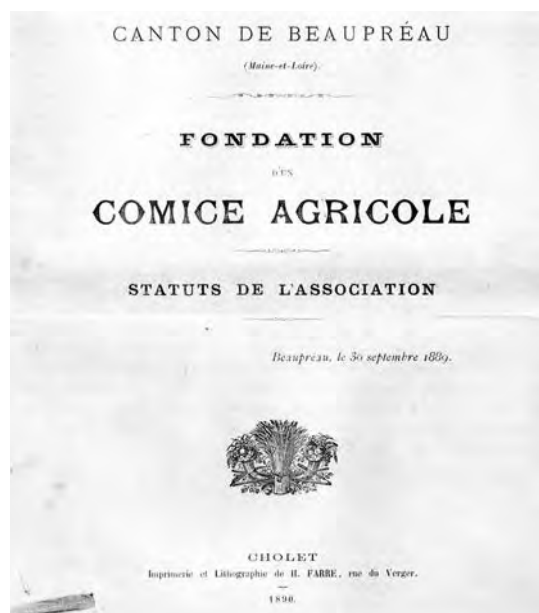 CANTON DE BEAUPRÉAU
(Maine-et-Loire).
FONDATION
D'UN
COMICE AGRICOLE
STATUTS DE L'ASSOCIATION
Beaupréau, le 30 septembre 1889.
CHOLET
Imprimerie et Lithographie de H. FARRE, rue du Verger.
1890.